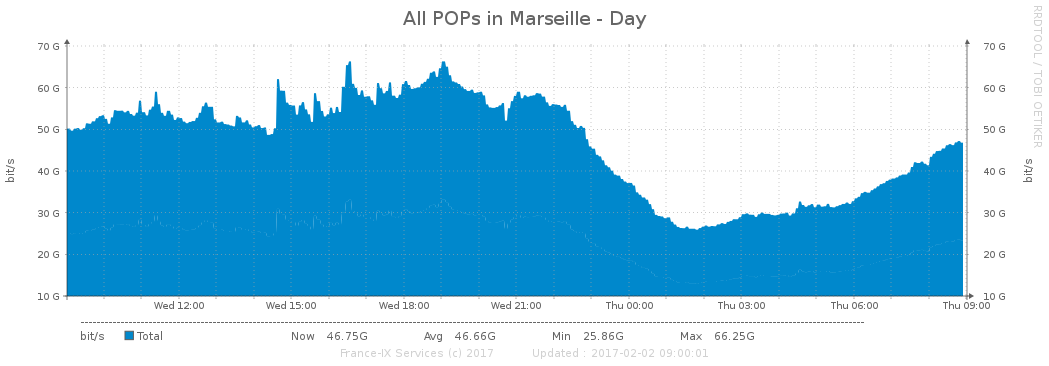 All POPs in Marseille - Day
RRDTOOL / TOBI OETIKER
70 G 70 G
60 G 60 G
50 G 50 G
40 G 40 G
30 G 30 G
20 G 20 G
10 G 10 G
bit/s bit/s
Wed 12:00 Wed 15:00 Wed 18:00 Wed 21:00 Thu 00:00 Thu 03:00 Thu 06:00 Thu 09:00
bit/s Total Now 46.75G Avg 46.66G Min 25.86G Max 66.25G
France-IX Services (c) 2017 Updated : 2017-02-02 09:00:01